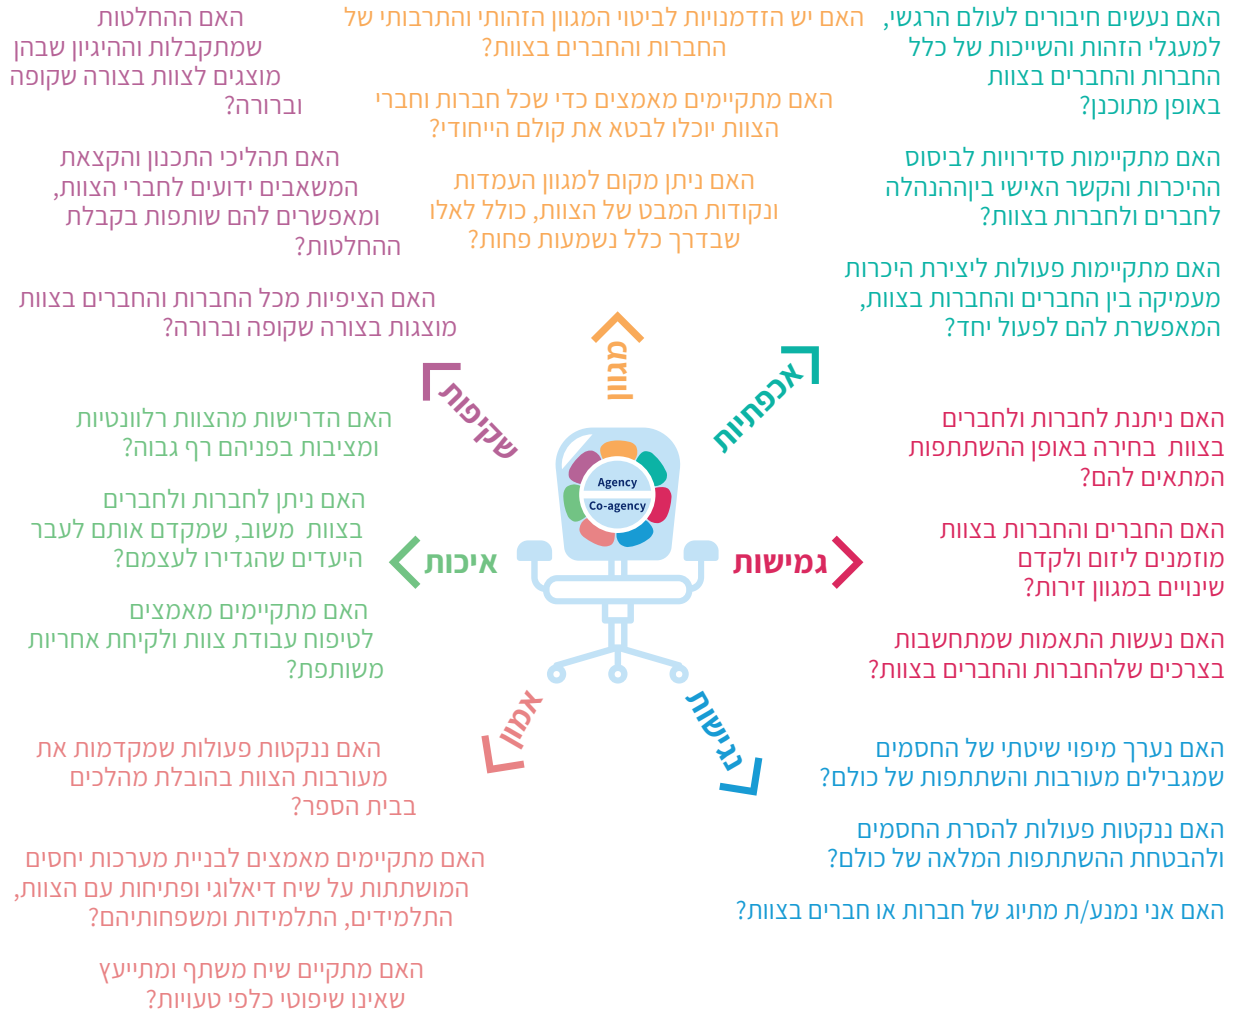 האם נעשים חיבורים לעולם הרגשי,
למעגלי הזהות והשייכות של כלל
החברות והחברים בצוות
באופן מתוכנן?
האם מתקיימות סדירויות לביסוס
ההיכרות והקשר האישי ביןההנהלה
לחברים ולחברות בצוות?
האם מתקיימות פעולות ליצירת היכרות
מעמיקה בין החברים והחברות בצוות,
המאפשרת להם לפעול יחד?
אכפתיות
האם יש הזדמנויות לביטוי המגוון הזהותי והתרבותי של
החברות והחברים בצוות?
האם מתקיימים מאמצים כדי שכל חברות וחברי
הצוות יוכלו לבטא את קולם הייחודי?
האם ניתן מקום למגוון העמדות
ונקודות המבט של הצוות, כולל לאלו
שבדרך כלל נשמעות פחות?
מגוון
האם ההחלטות
שמתקבלות וההיגיון שבהן
מוצגים לצוות בצורה שקופה
וברורה?
האם תהליכי התכנון והקצאת
המשאבים ידועים לחברי הצוות,
ומאפשרים להם שותפות בקבלת
ההחלטות?
האם הציפיות מכל החברות והחברים בצוות
מוצגות בצורה שקופה וברורה?
שקיפות
האם ניתנת לחברות ולחברים
בצוות  בחירה באופן ההשתתפות
המתאים להם?
האם החברים והחברות בצוות
מוזמנים ליזום ולקדם
שינויים במגוון זירות?
האם נעשות התאמות שמתחשבות
בצרכים שלהחברות והחברים בצוות?
גמישות
Agency
Co-agency
האם הדרישות מהצוות רלוונטיות
ומציבות בפניהם רף גבוה?
האם ניתן לחברות ולחברים
בצוות  משוב, שמקדם אותם לעבר
היעדים שהגדירו לעצמם?
האם מתקיימים מאמצים
לטיפוח עבודת צוות ולקיחת אחריות
משותפת?
איכות
נגישות
האם נערך מיפוי שיטתי של החסמים
שמגבילים מעורבות והשתתפות של כולם?
האם ננקטות פעולות להסרת החסמים
ולהבטחת ההשתתפות המלאה של כולם?
האם אני נמנע/ת מתיוג של חברות או חברים בצוות?
אמון
האם ננקטות פעולות שמקדמות את
מעורבות הצוות בהובלת מהלכים
בבית הספר?
האם מתקיימים מאמצים לבניית מערכות יחסים
המושתתות על שיח דיאלוגי ופתיחות עם הצוות,
התלמידים, התלמידות ומשפחותיהם?
האם מתקיים שיח משתף ומתייעץ
שאינו שיפוטי כלפי טעויות?